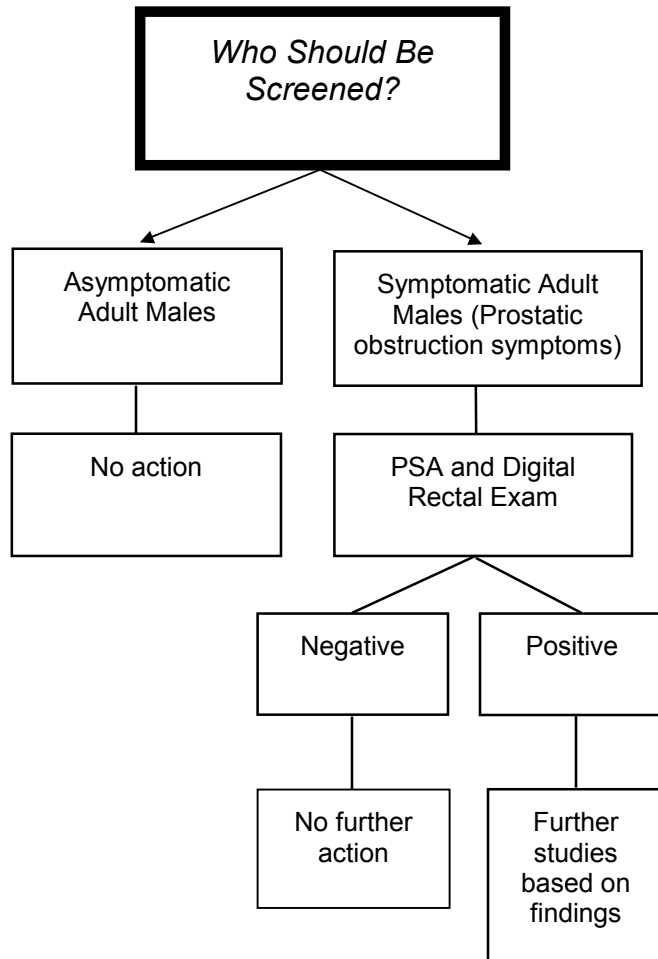 Who Should Be
Screened?
Asymptomatic
Adult Males
Symptomatic Adult
Males (Prostatic
obstruction symptoms)
No action
PSA and Digital
Rectal Exam
Negative
Positive
No further
action
Further
studies
based on
findings